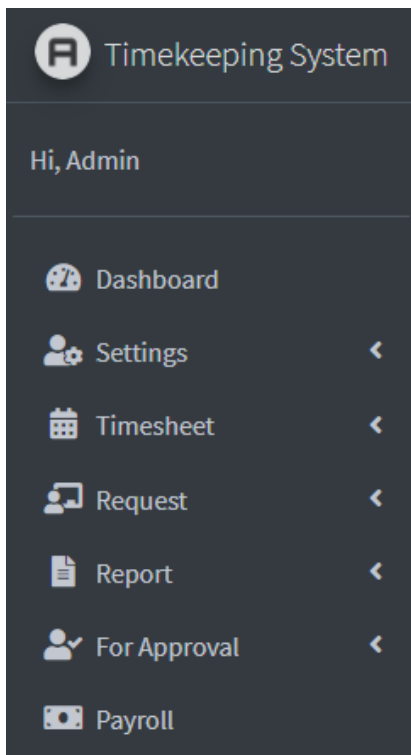 Timekeeping System
Hi, Admin
Dashboard
Settings
Timesheet
Request
Report
For Approval
Payroll